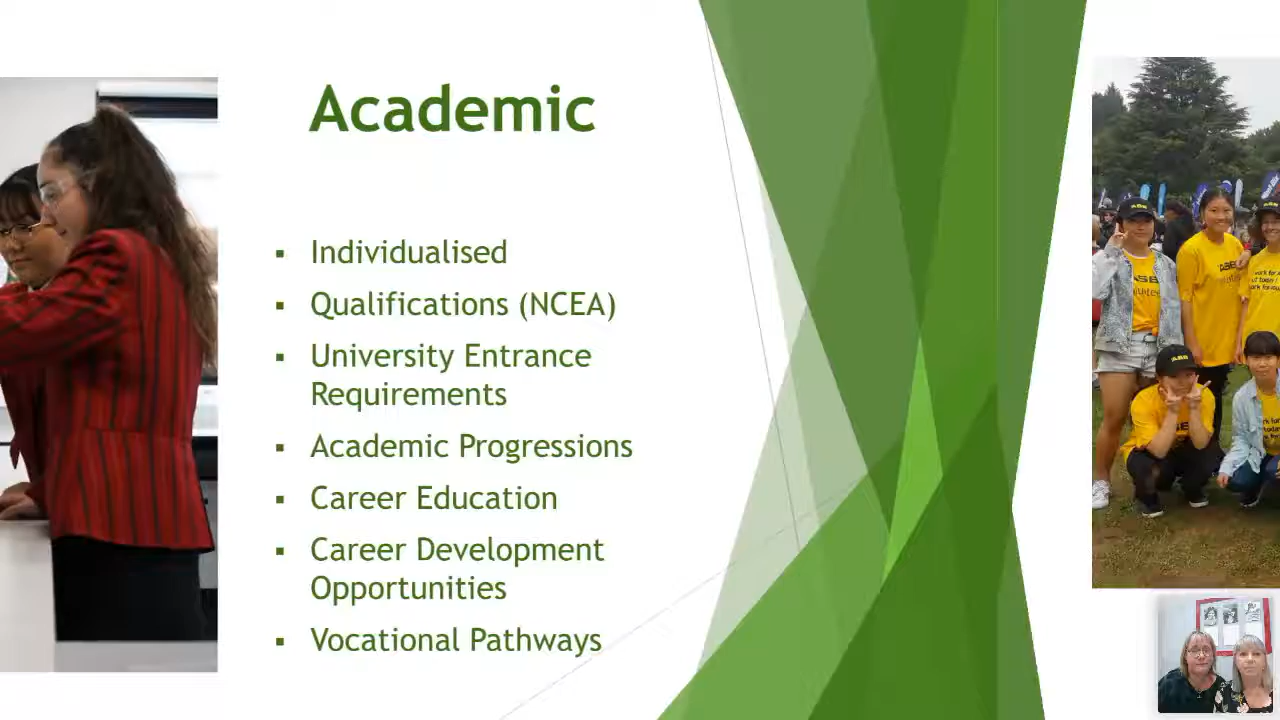 Academic
▪ Individualised
▪ Qualifications (NCEA)
▪ University Entrance
Requirements
▪ Academic Progressions
▪ Career Education
▪ Career Development
Opportunities
▪ Vocational Pathways